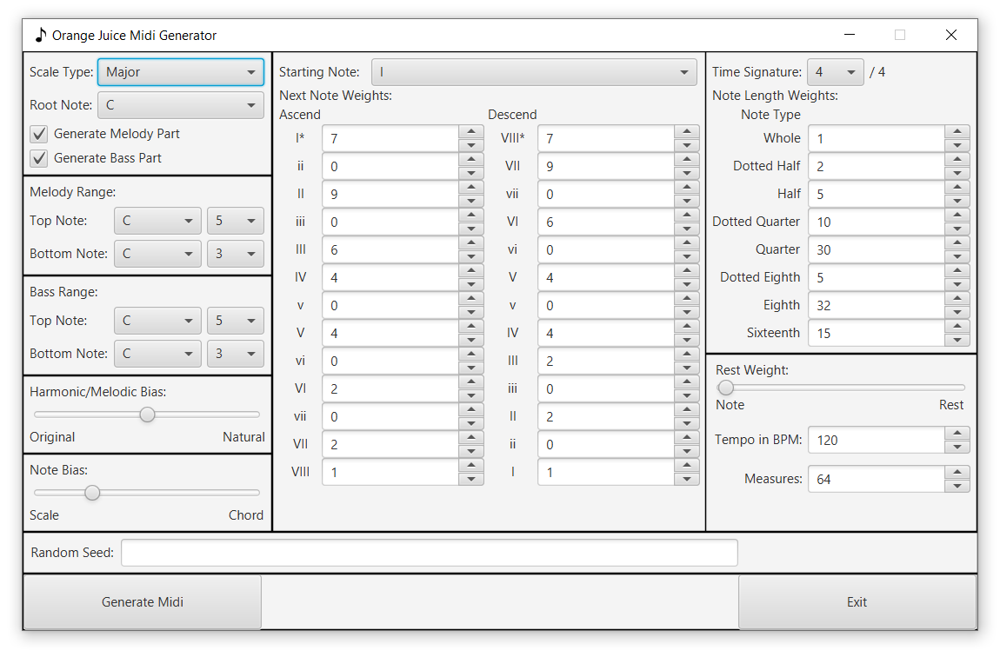 Orange Juice Midi Generator
Scale Type: Major
Root Note: C
Generate Melody Part
Generate Bass Part
Melody Range:
Top Note: C 5
Bottom Note: C 3
Bass Range:
Top Note: C 5
Bottom Note: C 3
Harmonic/Melodic Bias:
Original Natural
Note Bias:
Scale Chord
Starting Note: I
Next Note Weights:
Ascend Descend
I* 7 VIII* 7
ii 0 VII 9
II 9 vii 0
iii 0 VI 6
III 6 vi 0
IV 4 V 4
v 0 v 0
V 4 IV 4
vi 0 III 2
VI 2 iii 0
vii 0 II 2
VII 2 ii 0
VIII 1 I 1
Time Signature: 4 / 4
Note Length Weights:
Note Type
Whole 1
Dotted Half 2
Half 5
Dotted Quarter 10
Quarter 30
Dotted Eighth 5
Eighth 32
Sixteenth 15
Rest Weight:
Note Rest
Tempo in BPM: 120
Measures: 64
Random Seed:
Generate Midi Exit